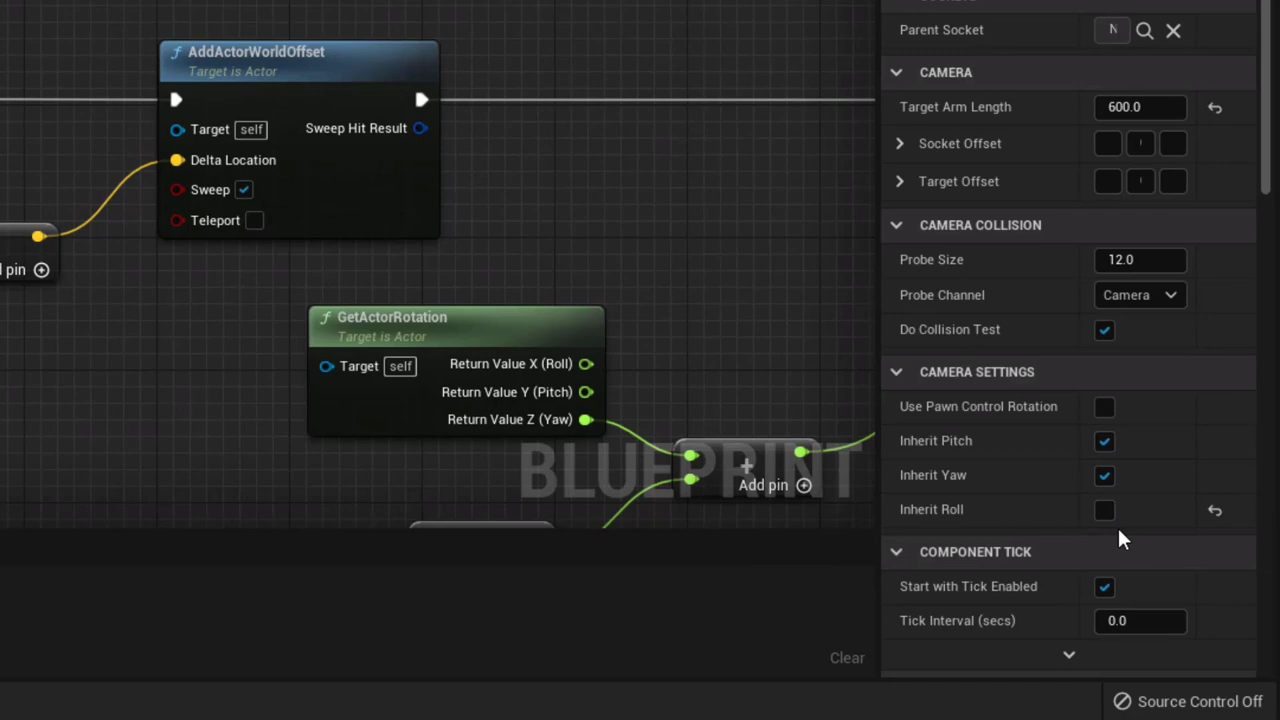 Parent Socket
N
AddActorWorldOffset
Target is Actor
CAMERA
Target Arm Length 600.0
Target self
Sweep Hit Result
Socket Offset
Delta Location
Target Offset
Sweep
Teleport
CAMERA COLLISION
pin
Probe Size 12.0
Probe Channel Camera
GetActorRotation
Target is Actor
Do Collision Test
Target self
Return Value X (Roll)
CAMERA SETTINGS
Return Value Y (Pitch)
Use Pawn Control Rotation
Return Value Z (Yaw)
Inherit Pitch
BLUEPRINT
+
Add pin
Inherit Yaw
Inherit Roll
COMPONENT TICK
Start with Tick Enabled
Tick Interval (secs) 0.0
Clear
Source Control Off